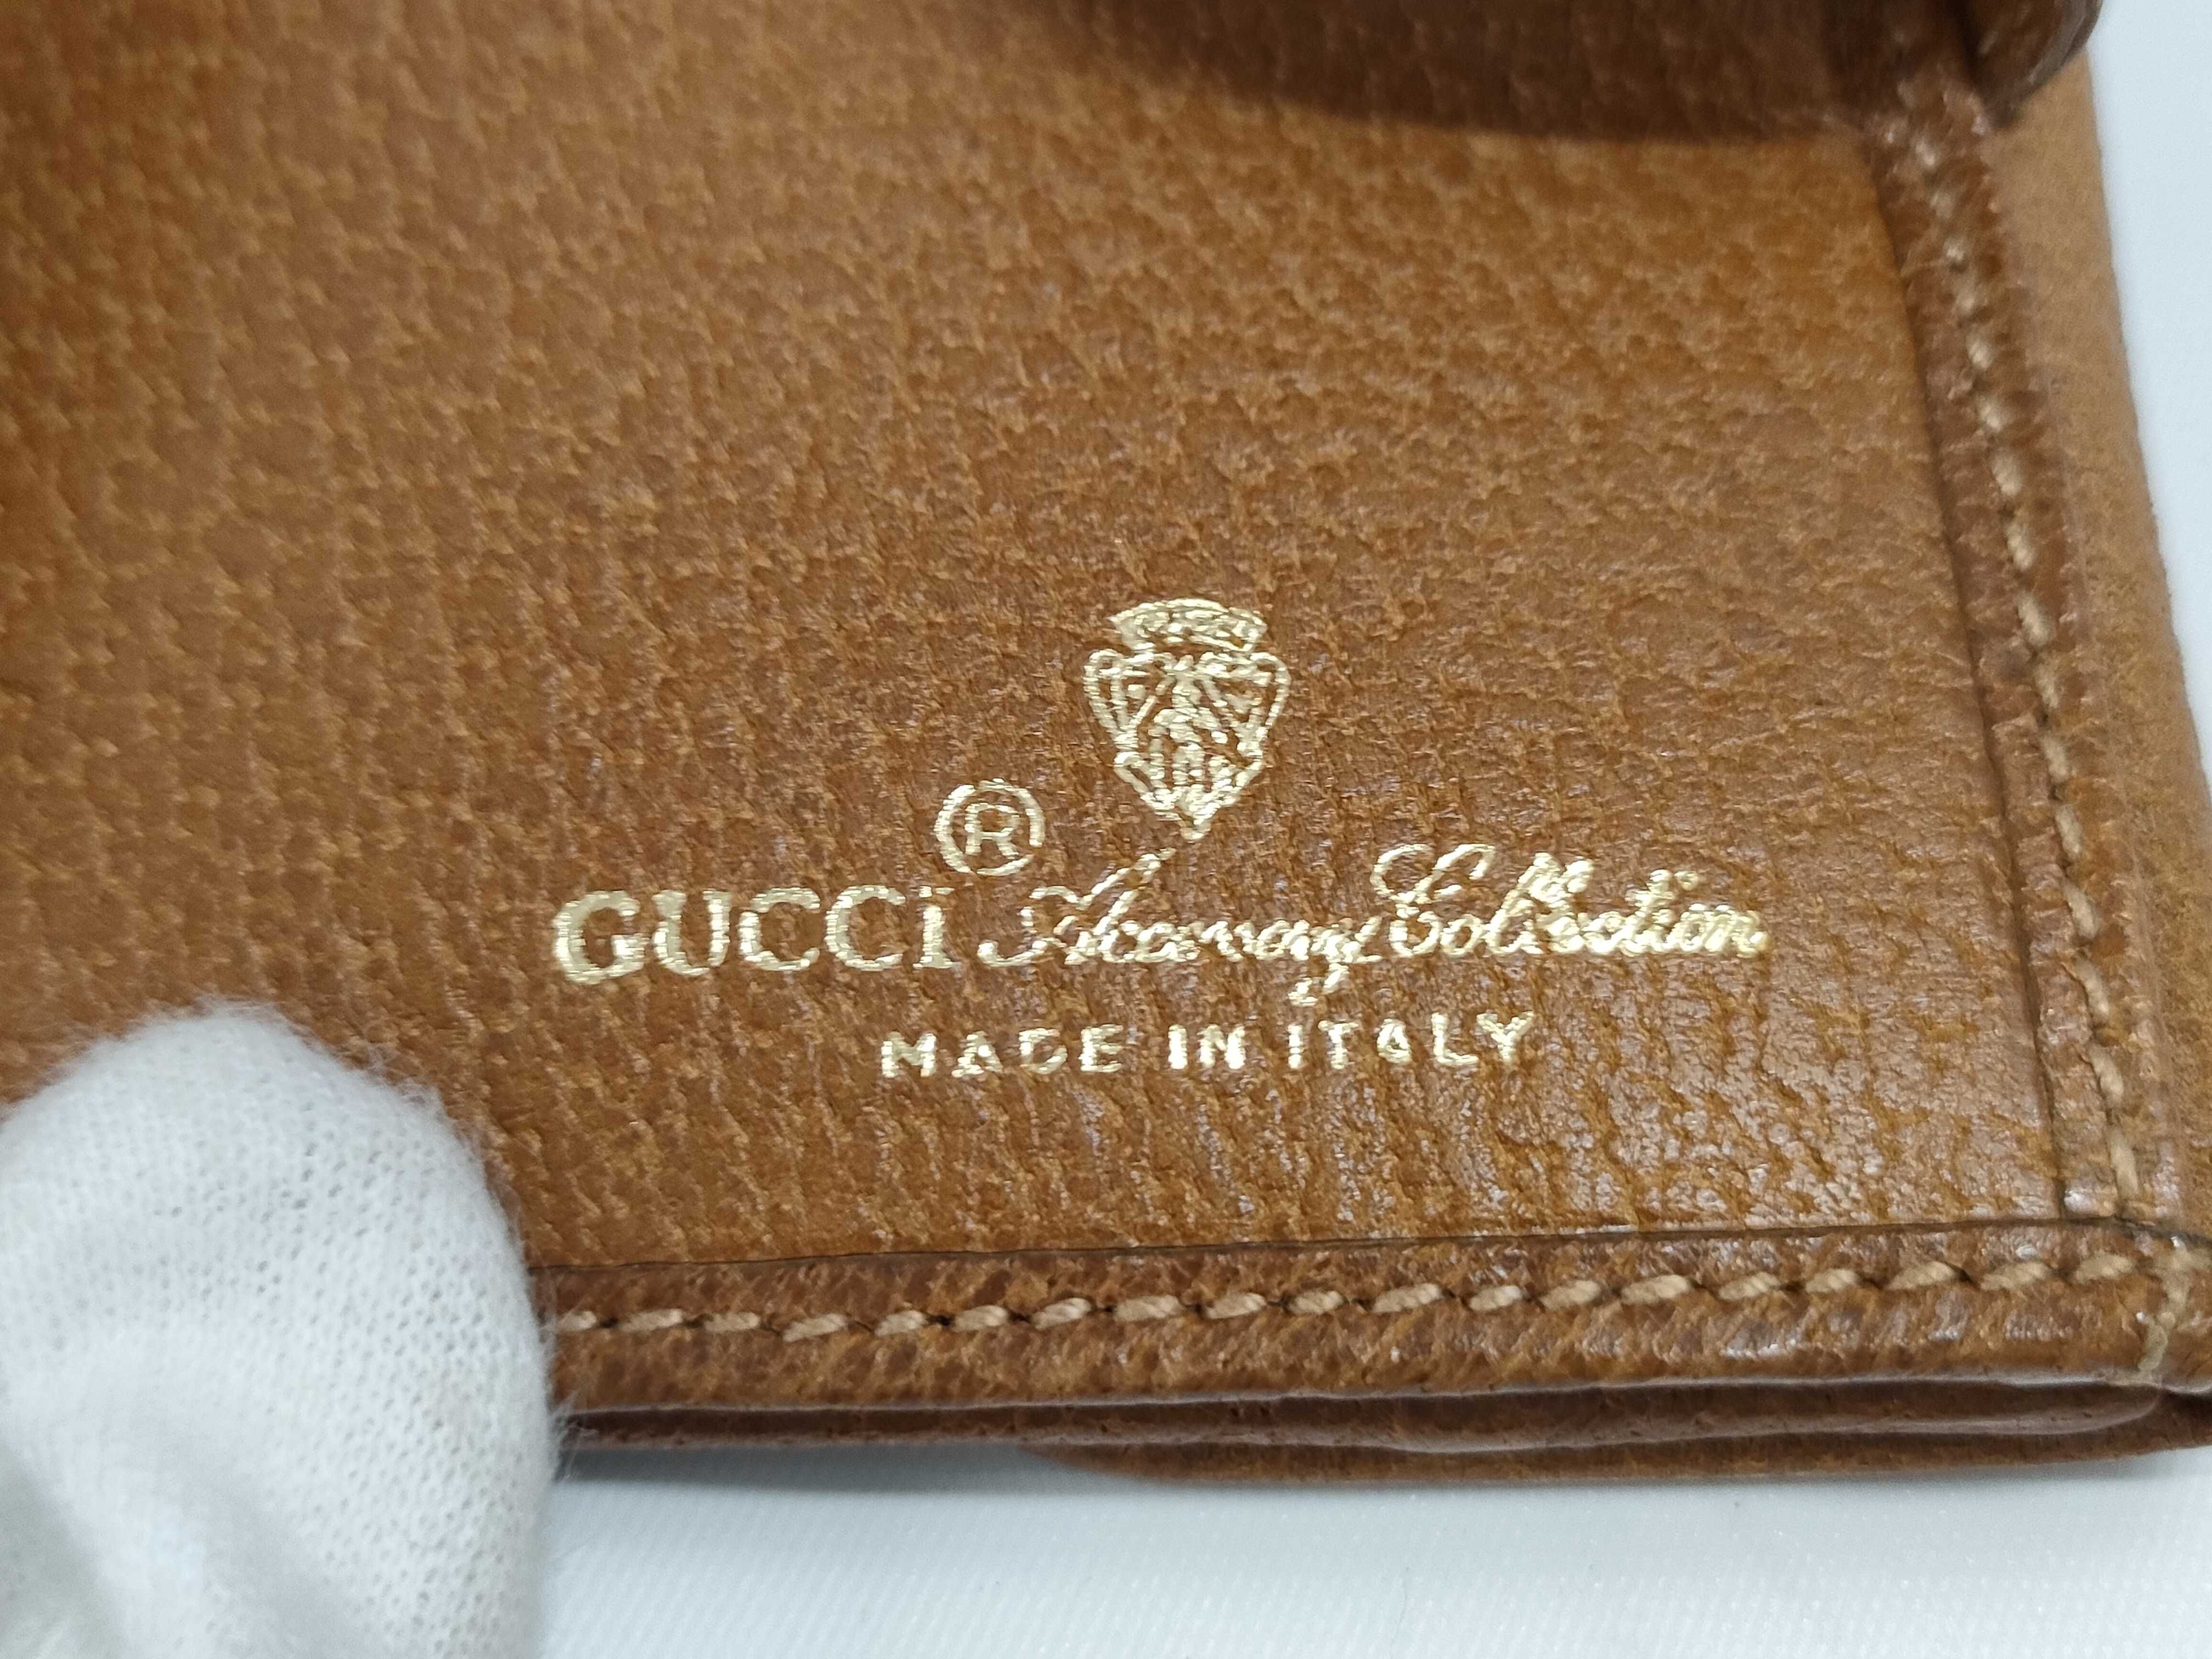 ®
GUCCI Accessory Collection
MADE IN ITALY